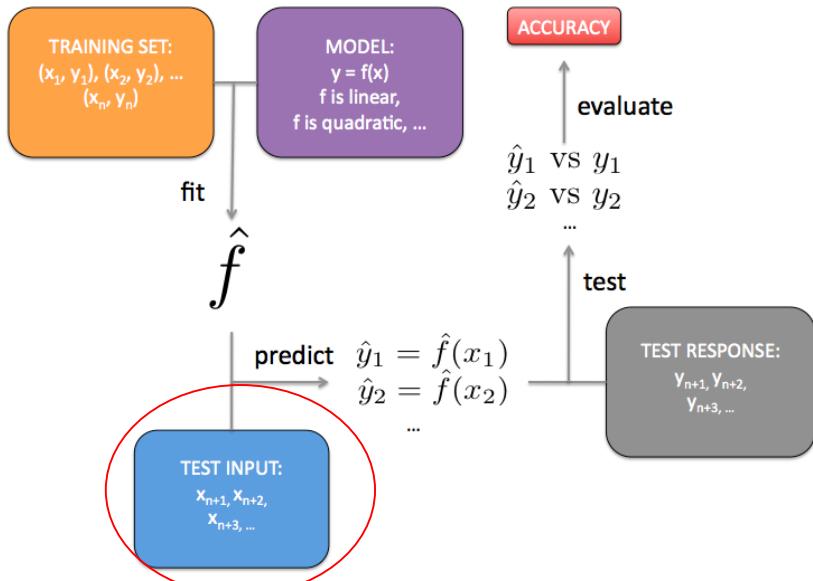 TRAINING SET:
(x₁, y₁), (x₂, y₂), ...
(xₙ, yₙ)
MODEL:
y = f(x)
f is linear,
f is quadratic, ...
ACCURACY
evaluate
ŷ₁ vs y₁
ŷ₂ vs y₂
...
fit
f̂
test
predict
ŷ₁ = f̂(x₁)
ŷ₂ = f̂(x₂)
...
TEST RESPONSE:
yₙ₊₁, yₙ₊₂,
yₙ₊₃, ...
TEST INPUT:
xₙ₊₁, xₙ₊₂,
xₙ₊₃, ...